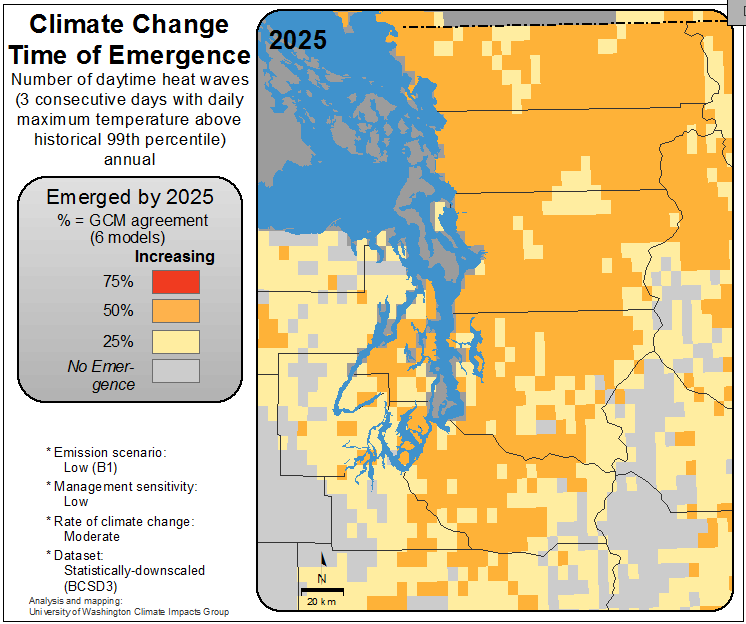 Climate Change
Time of Emergence
Number of daytime heat waves
(3 consecutive days with daily
maximum temperature above
historical 99th percentile)
annual
Emerged by 2025
% = GCM agreement
(6 models)
Increasing
75%
50%
25%
No Emer-
gence
* Emission scenario:
Low (B1)
* Management sensitivity:
Low
* Rate of climate change:
Moderate
* Dataset:
Statistically-downscaled
(BCSD3)
Analysis and mapping:
University of Washington Climate Impacts Group
2025
N
20 km